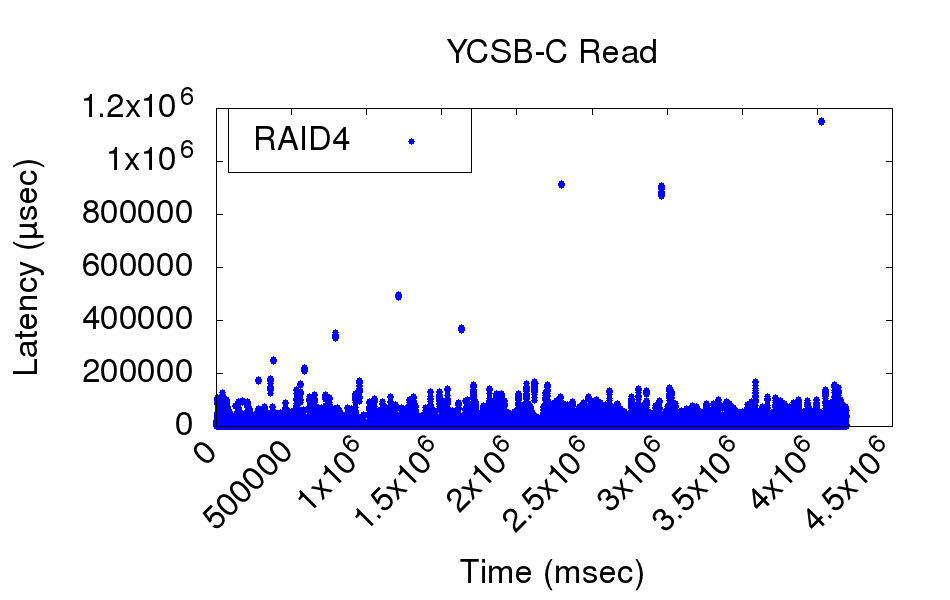 YCSB-C Read
RAID4
Latency (µsec)
1.2x10^6
1x10^6
800000
600000
400000
200000
0
0
500000
1x10^6
1.5x10^6
2x10^6
2.5x10^6
3x10^6
3.5x10^6
4x10^6
4.5x10^6
Time (msec)